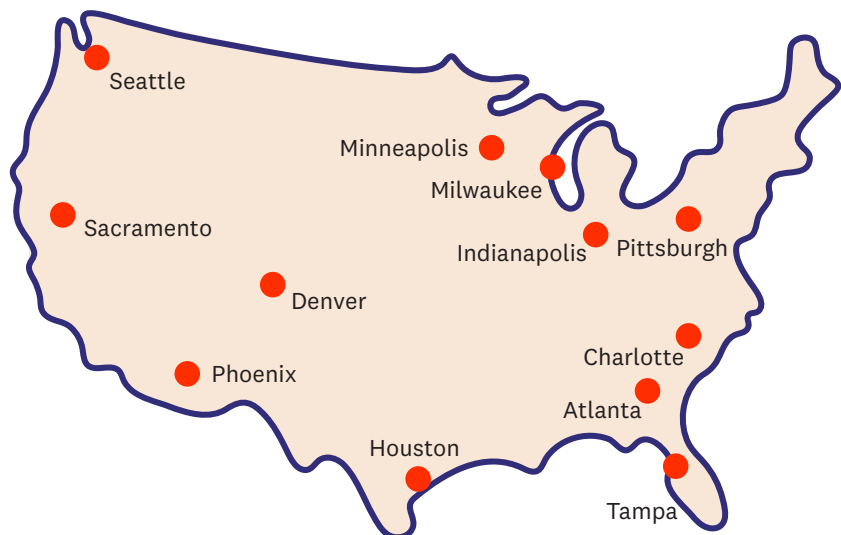 Seattle
Minneapolis
Milwaukee
Sacramento
Indianapolis
Pittsburgh
Denver
Charlotte
Phoenix
Atlanta
Houston
Tampa